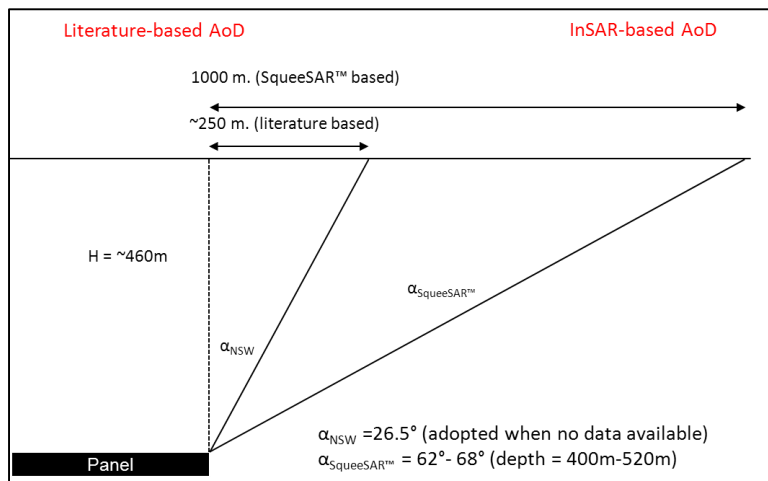 Literature-based AoD
InSAR-based AoD
1000 m. (SqueeSAR™ based)
~250 m. (literature based)
H = ~460m
αSqueeSAR™
αNSW
αNSW =26.5° (adopted when no data available)
αSqueeSAR™ = 62°- 68° (depth = 400m-520m)
Panel